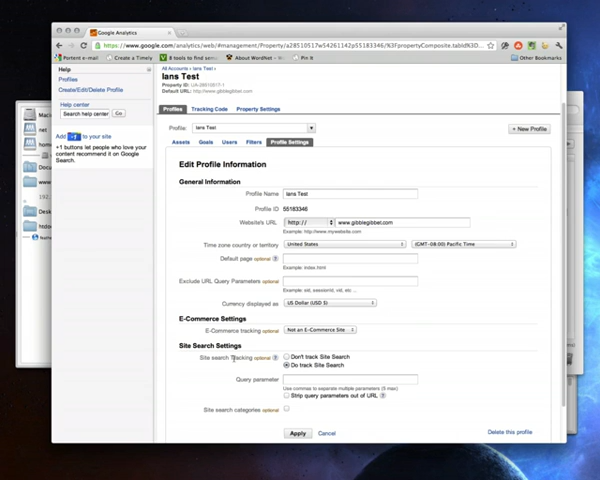 Google Analytics
https://www.google.com/analytics/web/#management/Property/a28510517w54261142p55183346/%3FpropertyComposite.tabId%3D...
Pertent e-mail
Create a Timely
8 tools to find
About WordNet
Pin It
Other Bookmarks
Help
Profiles
Create/Edit/Delete Profile
Help center
Search help center
Go
Add +1 to your site
+1 buttons let people who love your
content recommend it on Google
Search.
All Accounts › Ians Test ›
Ians Test
Property ID: UA-28510517-1
Default URL: http://www.gibblegibbel.com
Profiles
Tracking Code
Property Settings
Profile:
Ians Test
+ New Profile
Assets
Goals
Users
Filters
Profile Settings
Edit Profile Information
General Information
Profile Name
Ians Test
Profile ID
55183346
Website's URL
http://
www.gibblegibbel.com
Example: http://www.mywebsite.com
Time zone country or territory
United States
(GMT-08:00) Pacific Time
Default page optional
Example: index.html
Exclude URL Query Parameters optional
Example: sid, sessionid, vid, etc ...
Currency displayed as
US Dollar (USD $)
E-Commerce Settings
E-Commerce tracking optional
Not an E-Commerce Site
Site Search Settings
Site search Tracking optional
Don't track Site Search
Do track Site Search
Query parameter
Use commas to separate multiple parameters (5 max)
Strip query parameters out of URL
Site search categories optional
Apply
Cancel
Delete this profile
net
Docu
www
192.
Desk
htdoc